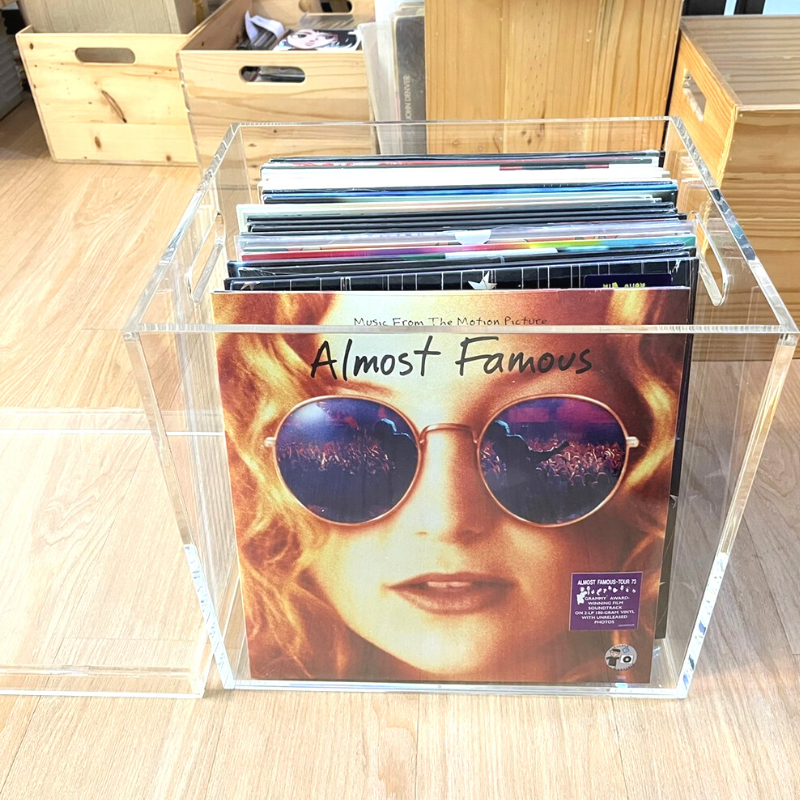 Music From The Motion Picture
Almost Famous
ALMOST FAMOUS-TOUR 73
GRAMMY® AWARD-
WINNING FILM
SOUNDTRACK
ON 2-LP 180-GRAM VINYL
WITH UNRELEASED
PHOTOS